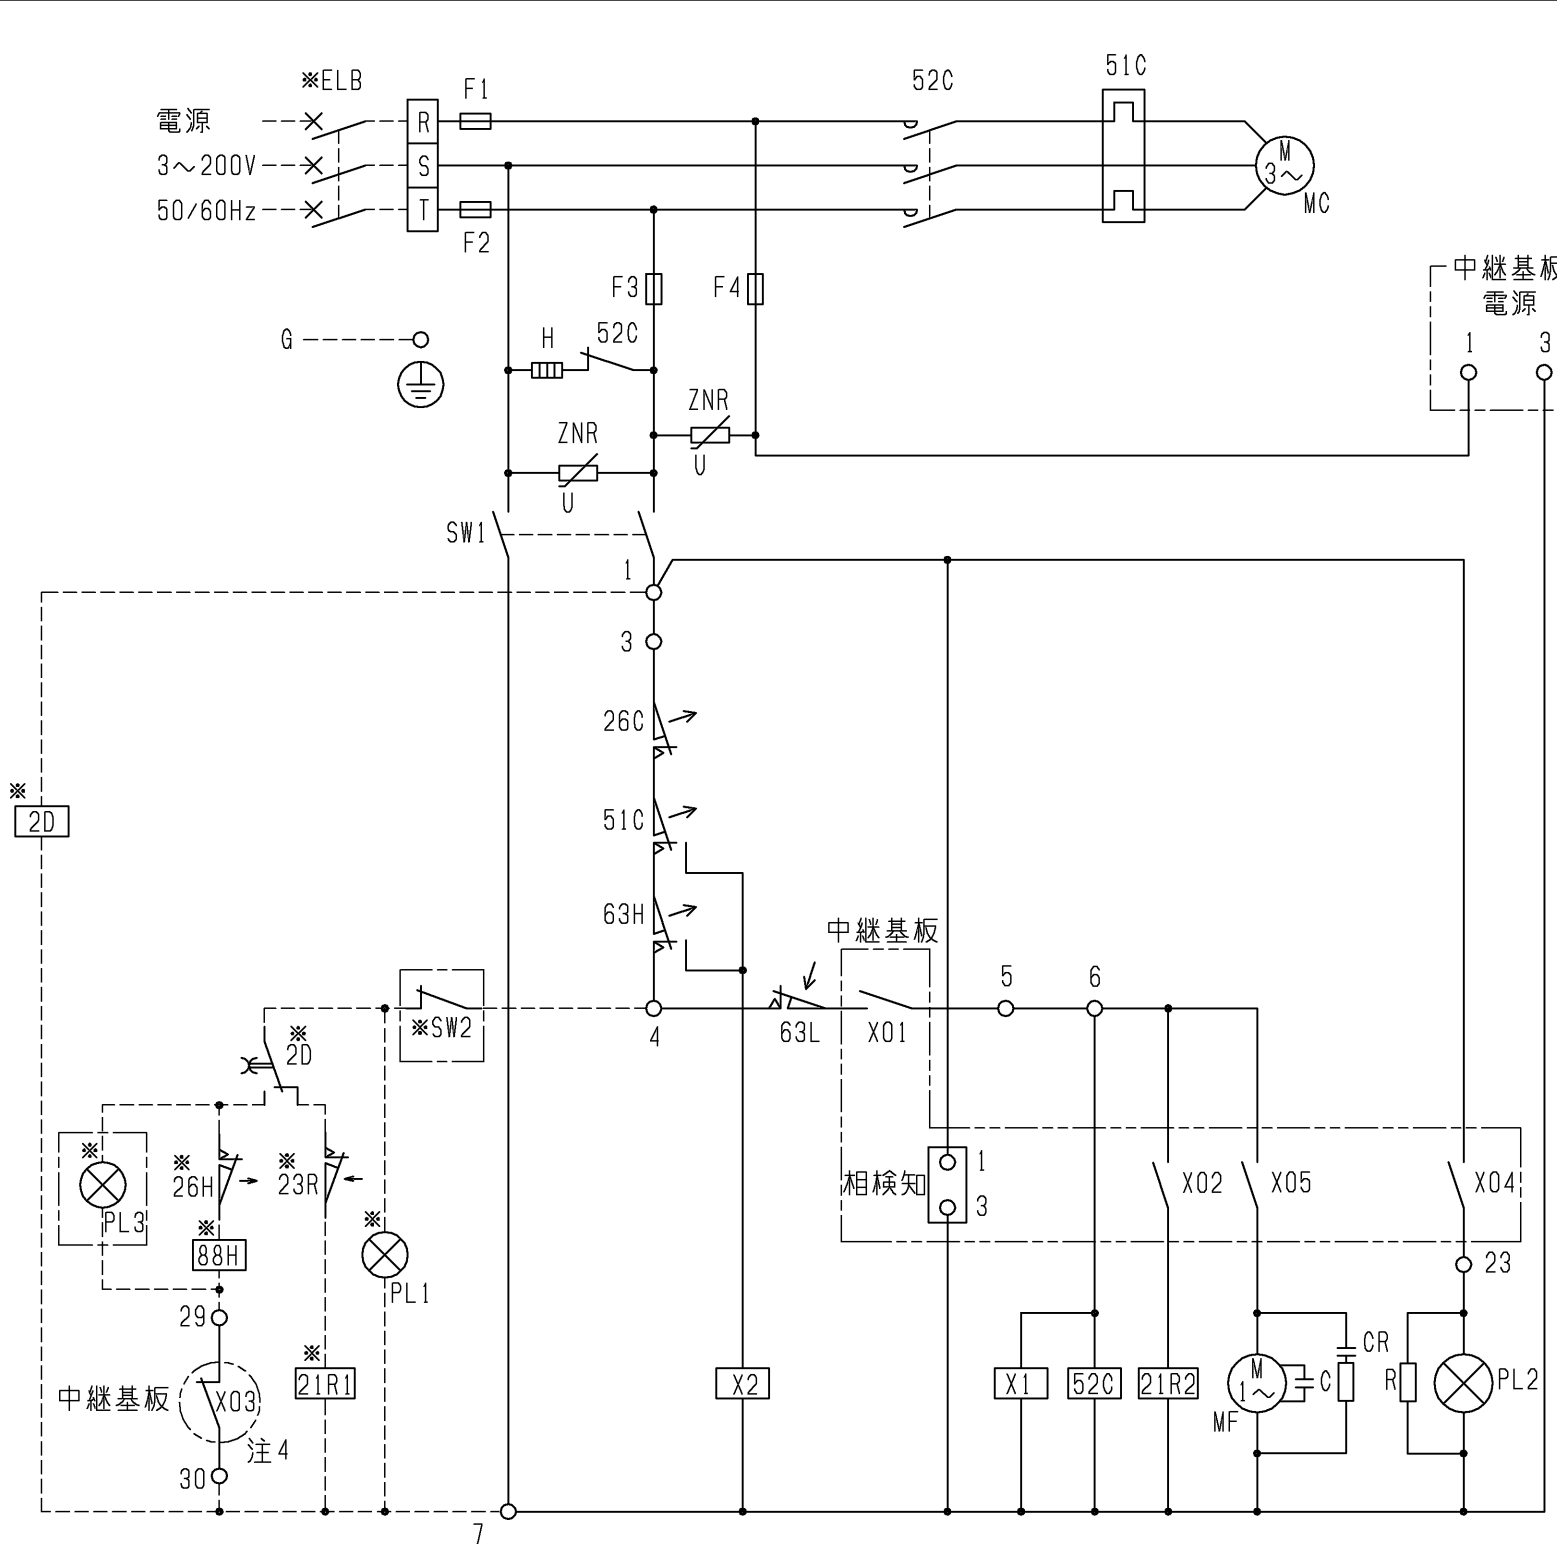 ※ELB
F1
52C
51C
電源
R
3～200V
S
M
3～
50/60Hz
T
MC
F2
中継基板
電源
F3
F4
G
H
52C
1
3
ZNR
ZNR
U
U
SW1
1
3
26C
※
2D
51C
63H
中継基板
5
6
※SW2
4
63L
X01
※
2D
※
※
26H
※
23R
相検知
1
3
X02
X05
X04
PL3
※
88H
※
PL1
23
29
※
CR
中継基板
X03
21R1
X2
X1
52C
21R2
M
1～
C
R
PL2
MF
注4
30
7